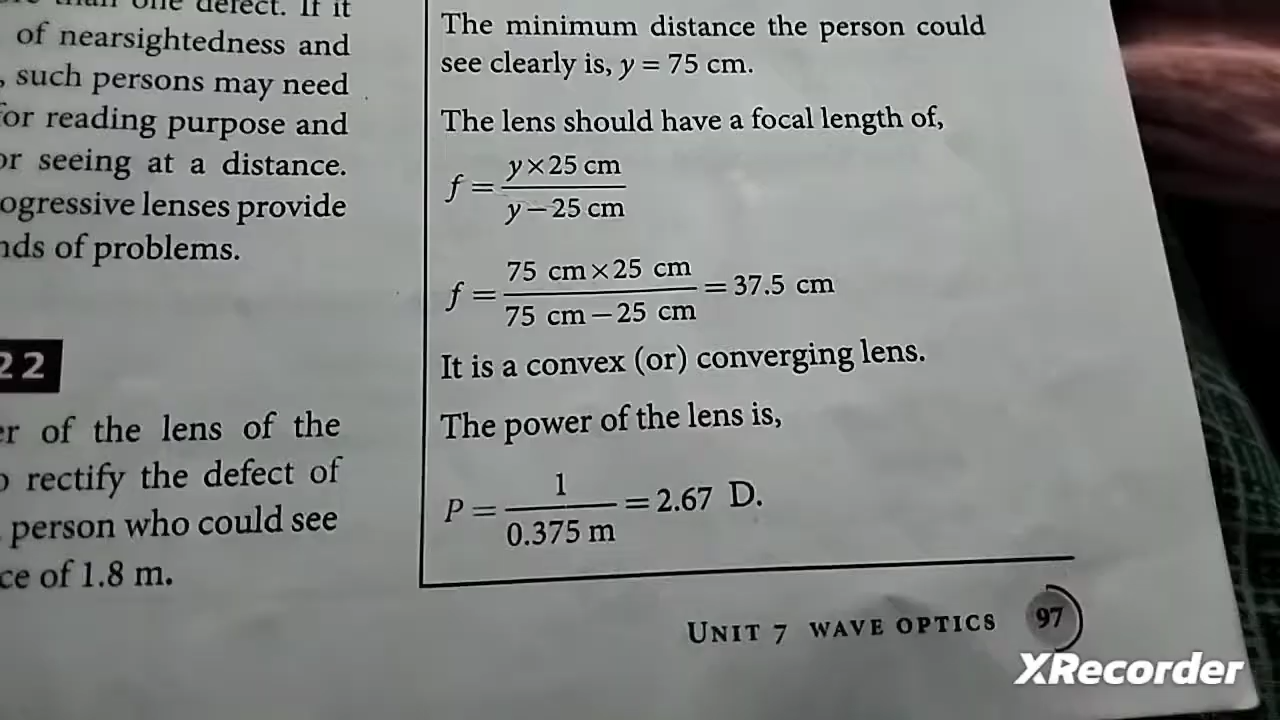 one defect. If it
of nearsightedness and
, such persons may need
for reading purpose and
or seeing at a distance.
ogressive lenses provide
nds of problems.
22
er of the lens of the
o rectify the defect of
person who could see
ce of 1.8 m.
The minimum distance the person could
see clearly is, y = 75 cm.
The lens should have a focal length of,
f = y×25 cm / y−25 cm
f = 75 cm×25 cm / 75 cm−25 cm = 37.5 cm
It is a convex (or) converging lens.
The power of the lens is,
P = 1 / 0.375 m = 2.67 D.
UNIT 7 WAVE OPTICS 97
XRecorder